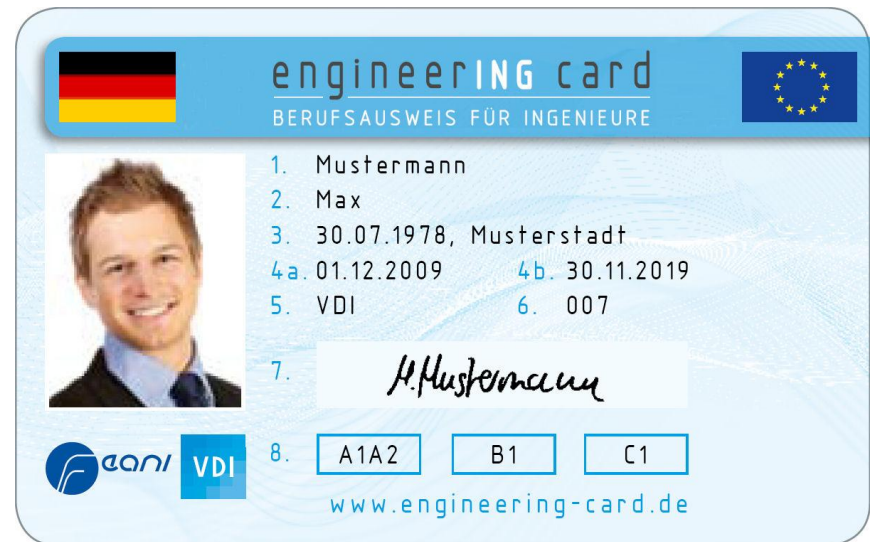 engineerING card
BERUFSAUSWEIS FÜR INGENIEURE
1. Mustermann
2. Max
3. 30.07.1978, Musterstadt
4a. 01.12.2009 4b. 30.11.2019
5. VDI 6. 007
7. M.Mustermann
feani VDI 8. A1A2 B1 C1
www.engineering-card.de